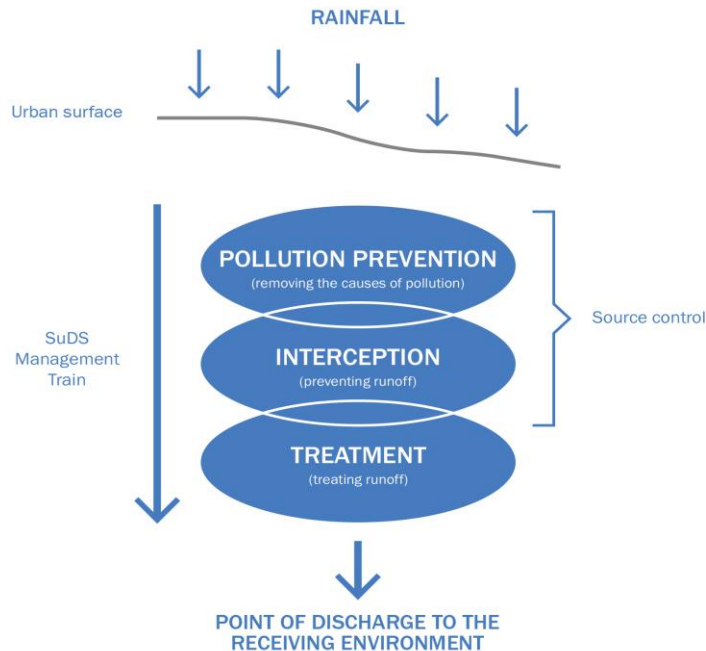 RAINFALL
Urban surface
POLLUTION PREVENTION
(removing the causes of pollution)
Source control
INTERCEPTION
(preventing runoff)
SuDS
Management
Train
TREATMENT
(treating runoff)
POINT OF DISCHARGE TO THE
RECEIVING ENVIRONMENT